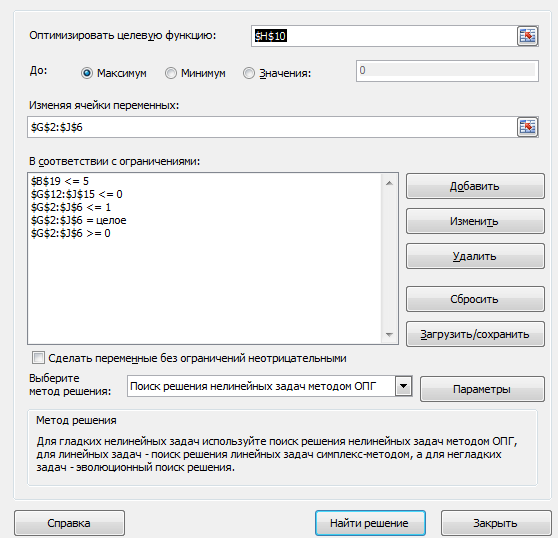 Оптимизировать целевую функцию: $H$10
До: Максимум Минимум Значения: 0
Изменяя ячейки переменных:
$G$2:$J$6
В соответствии с ограничениями:
$B$19 <= 5
$G$12:$J$15 <= 0
$G$2:$J$6 <= 1
$G$2:$J$6 = целое
$G$2:$J$6 >= 0
Добавить
Изменить
Удалить
Сбросить
Загрузить/сохранить
Сделать переменные без ограничений неотрицательными
Выберите
метод решения:
Поиск решения нелинейных задач методом ОПГ
Параметры
Метод решения
Для гладких нелинейных задач используйте поиск решения нелинейных задач методом ОПГ,
для линейных задач - поиск решения линейных задач симплекс-методом, а для негладких
задач - эволюционный поиск решения.
Справка
Найти решение
Закрыть